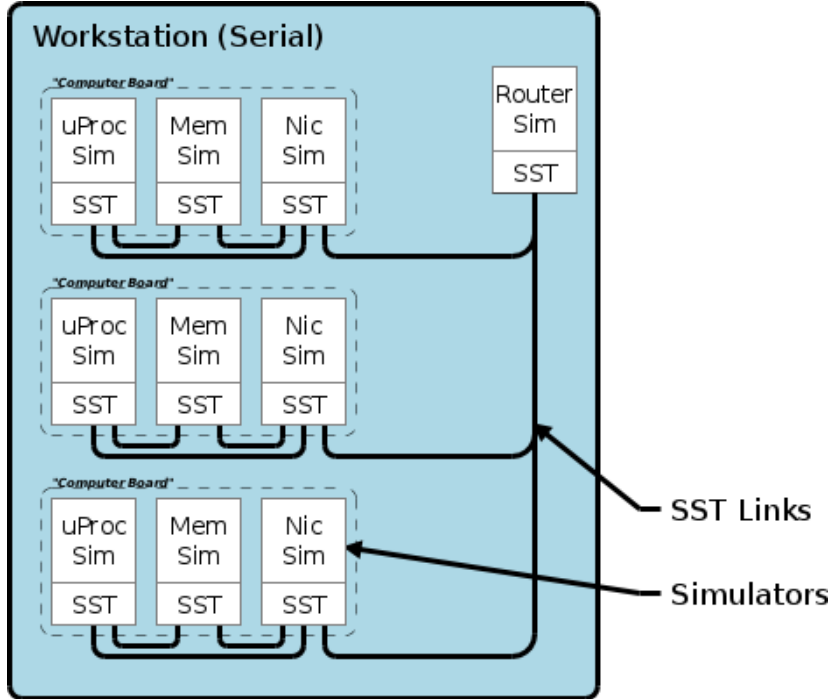 Workstation (Serial)
"Computer Board"
uProc
Sim
SST
Mem
Sim
SST
Nic
Sim
SST
Router
Sim
SST
"Computer Board"
uProc
Sim
SST
Mem
Sim
SST
Nic
Sim
SST
"Computer Board"
uProc
Sim
SST
Mem
Sim
SST
Nic
Sim
SST
SST Links
Simulators